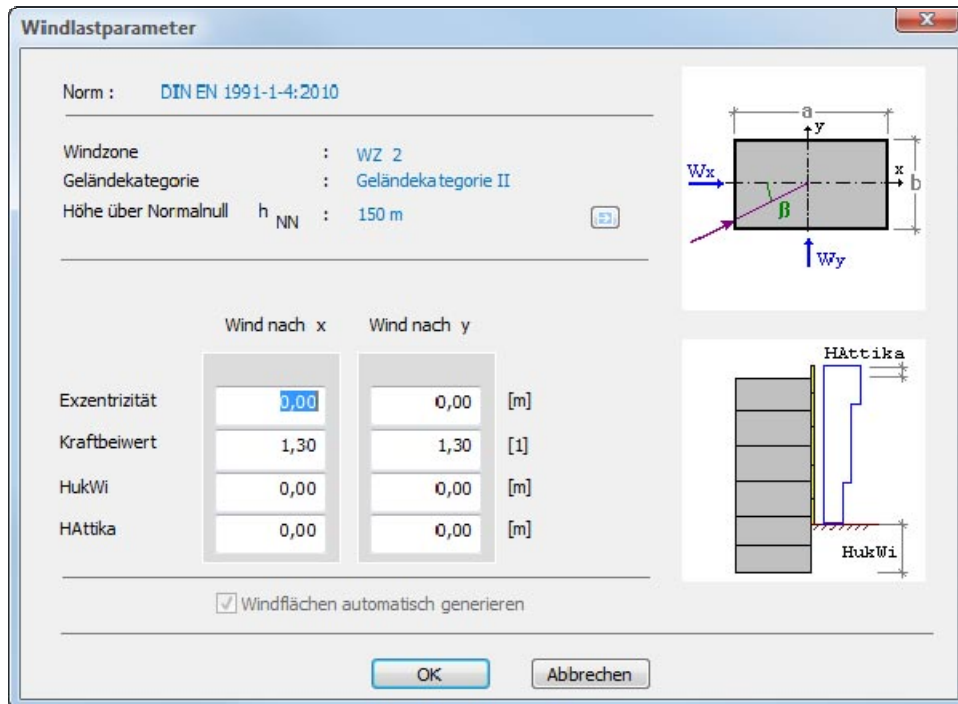 Windlastparameter
Norm : DIN EN 1991-1-4:2010
Windzone : WZ 2
Geländekategorie : Geländekategorie II
Höhe über Normalnull h NN : 150 m
a
y
x
b
Wx
β
Wy
Wind nach x Wind nach y
Exzentrizität 0,00 0,00 [m]
Kraftbeiwert 1,30 1,30 [1]
HukWi 0,00 0,00 [m]
HAttika 0,00 0,00 [m]
HAttika
HukWi
Windflächen automatisch generieren
OK Abbrechen